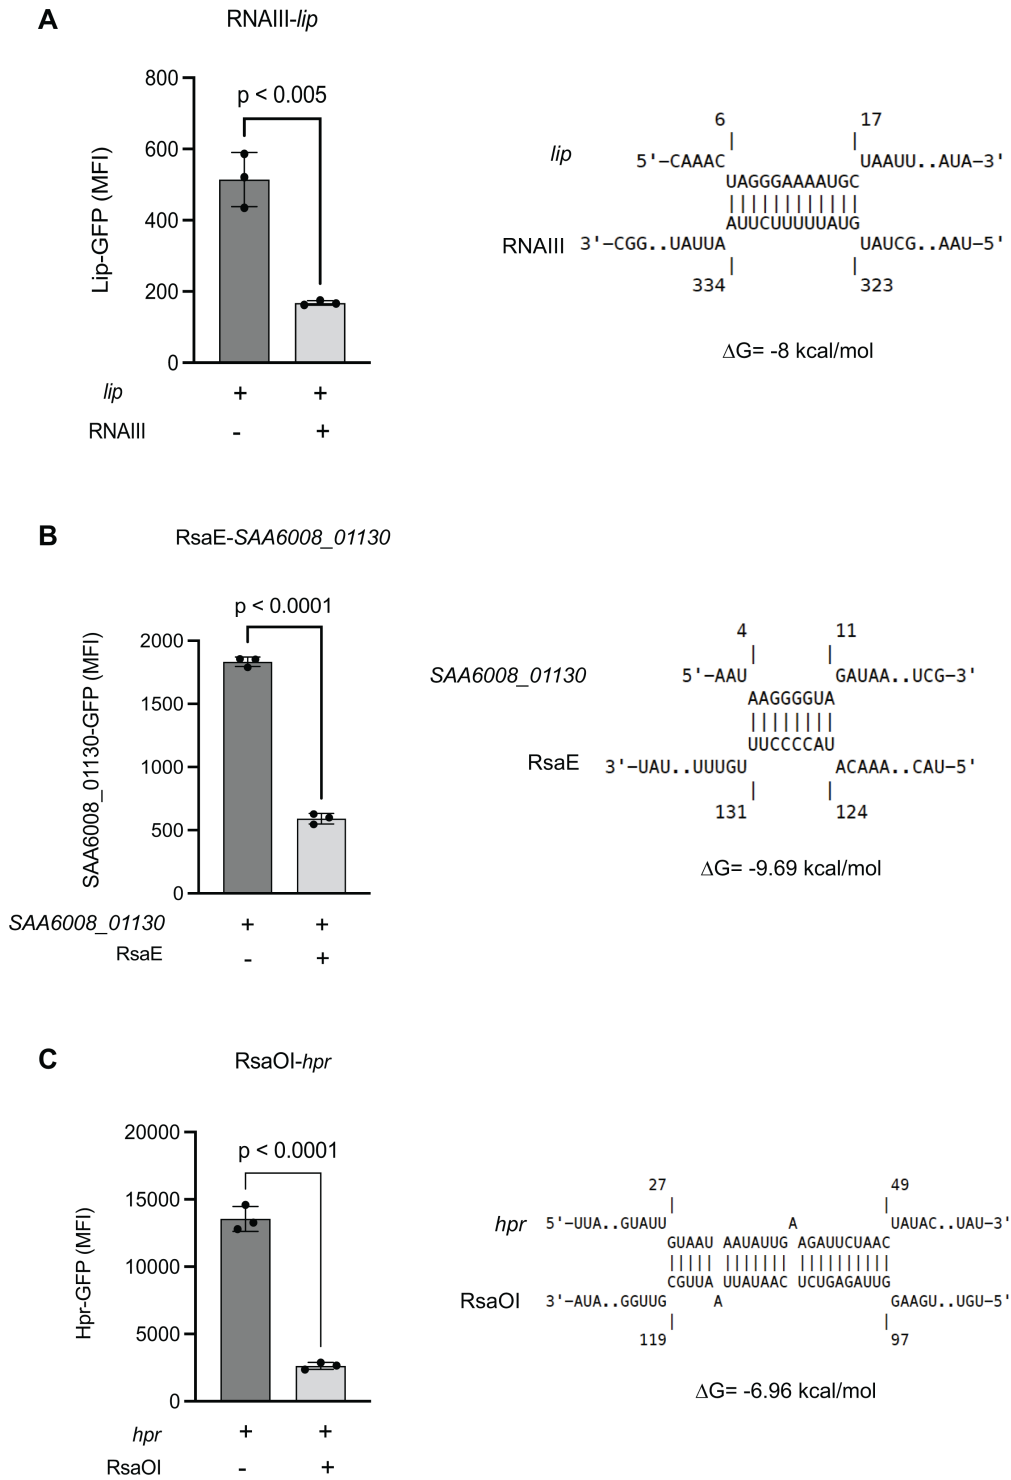 A
RNAIII-lip
800
600
400
200
0
Lip-GFP (MFI)
p < 0.005
lip + +
RNAIII - +
6 17
lip 5'-CAAAC UAAUU..AUA-3'
UAGGGAAAAUGC
||||||||||||
AUUCUUUUUAUG
RNAIII 3'-CGG..UAUUA UAUCG..AAU-5'
334 323
ΔG= -8 kcal/mol
B
RsaE-SAA6008_01130
2000
1500
1000
500
0
SAA6008_01130-GFP (MFI)
p < 0.0001
SAA6008_01130 + +
RsaE - +
4 11
SAA6008_01130 5'-AAU GAUAA..UCG-3'
AAGGGGUA
||||||||
UUCCCCAU
RsaE 3'-UAU..UUUGU ACAAA..CAU-5'
131 124
ΔG= -9.69 kcal/mol
C
RsaOI-hpr
20000
15000
10000
5000
0
Hpr-GFP (MFI)
p < 0.0001
hpr + +
RsaOI - +
27 49
hpr 5'-UUA..GUAUU A UAUAC..UAU-3'
GUAAU AAUAUUG AGAUUCUAAC
||||| ||||||| ||||||||||
CGUUA UUAUAAC UCUGAGAUUG
RsaOI 3'-AUA..GGUUG A GAAGU..UGU-5'
119 97
ΔG= -6.96 kcal/mol